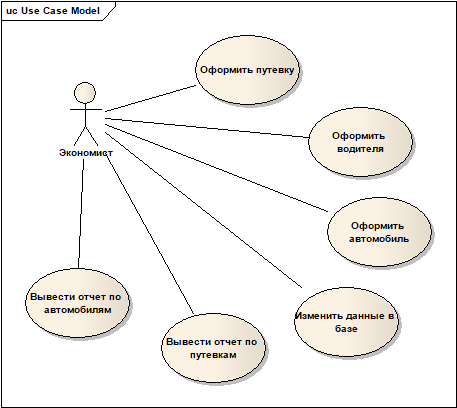 uc Use Case Model
Оформить путевку
Экономист
Оформить
водителя
Оформить
автомобиль
Вывести отчет по
автомобилям
Изменить данные в
базе
Вывести отчет по
путевкам